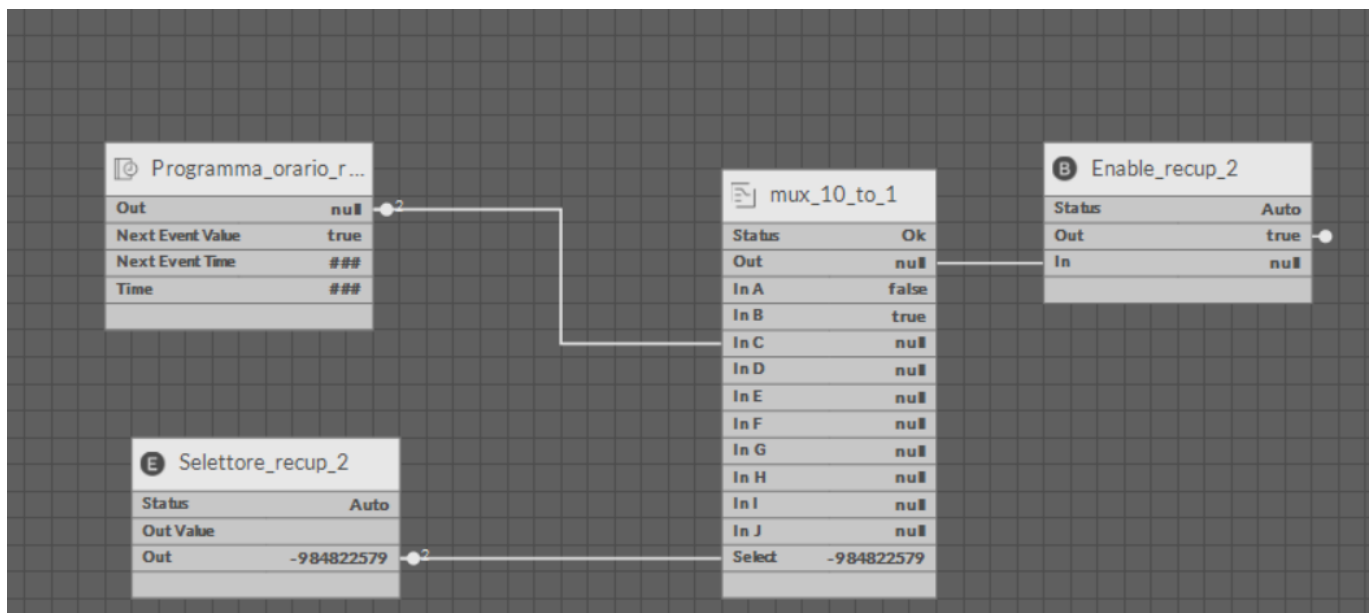 Programma_orario_r...
Out null 2
Next Event Value true
Next Event Time ###
Time ###
Selettore_recup_2
Status Auto
Out Value
Out -984822579 2
mux_10_to_1
Status Ok
Out null
In A false
In B true
In C null
In D null
In E null
In F null
In G null
In H null
In I null
In J null
Select -984822579
B Enable_recup_2
Status Auto
Out true
In null
E